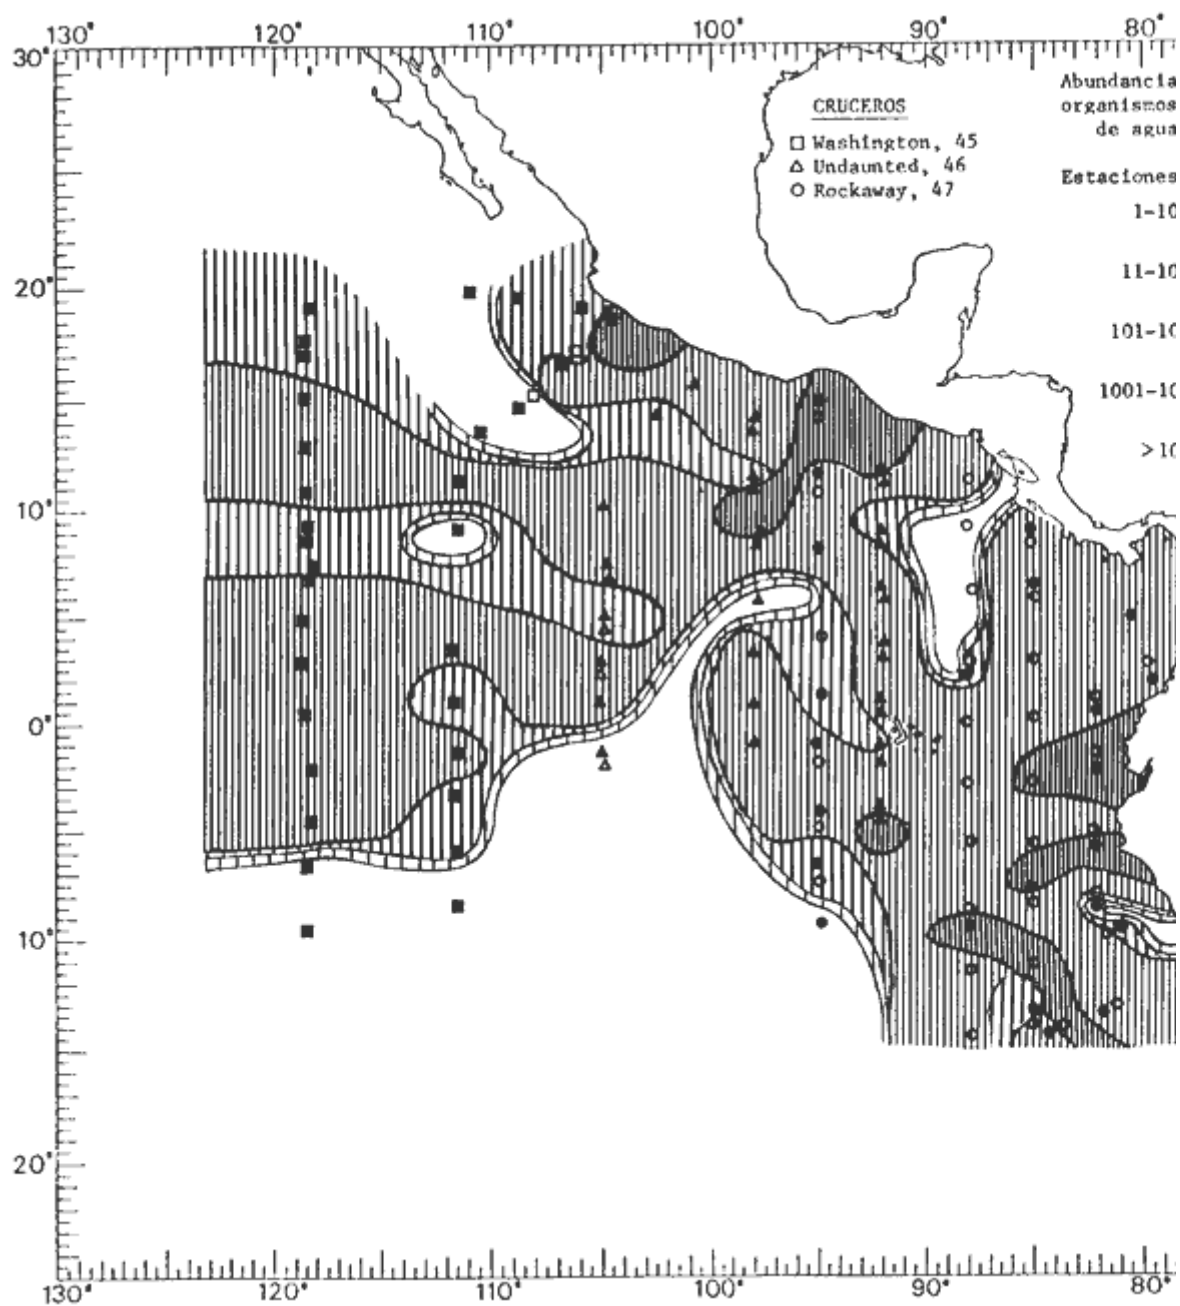 130° 120° 110° 100° 90° 80°
30°
Abundancia
CRUCEROS
organismos
de agua
□ Washington, 45
△ Undaunted, 46
○ Rockaway, 47
Estaciones
1-10
11-10
20°
101-10
1001-10
>10
10°
0°
10°
20°
130° 120° 110° 100° 90° 80°